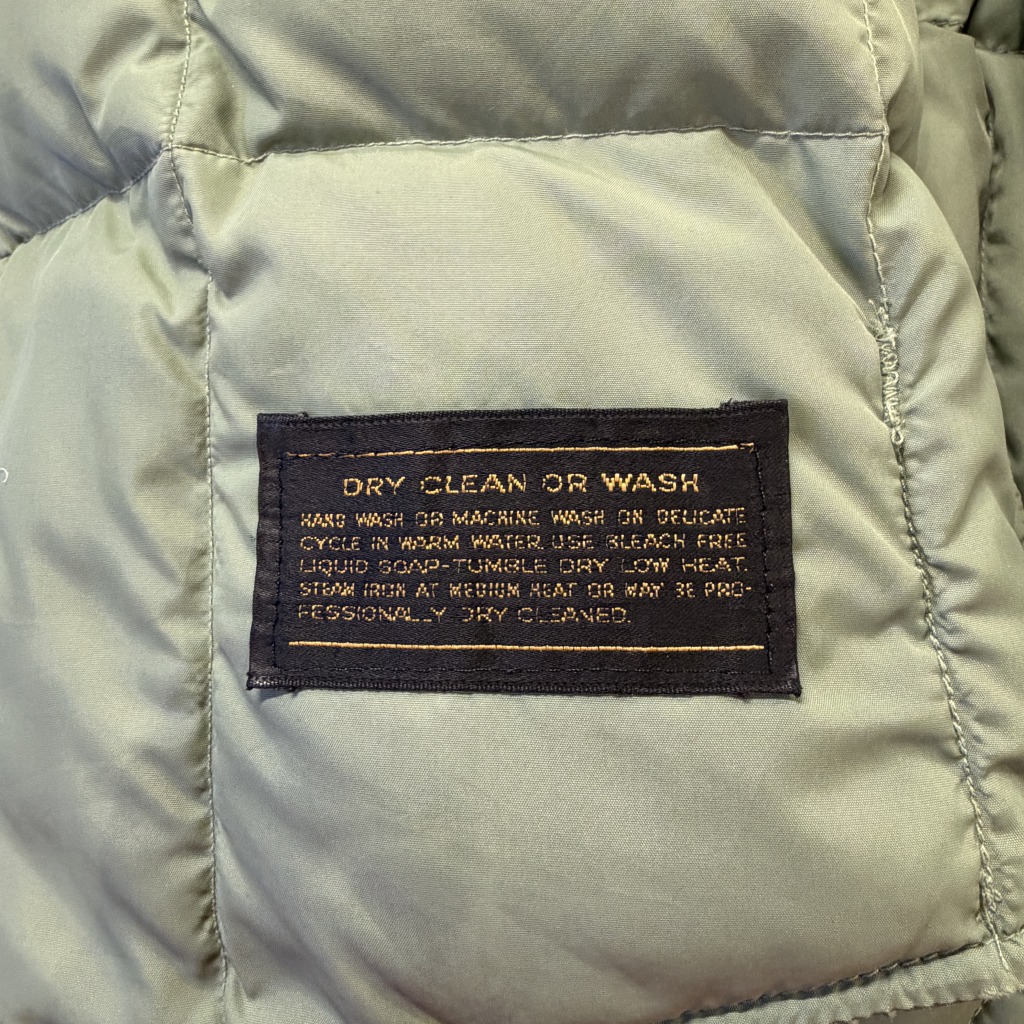 DRY CLEAN OR WASH
HAND WASH OR MACHINE WASH ON DELICATE
CYCLE IN WARM WATER. USE BLEACH FREE
LIQUID SOAP-TUMBLE DRY LOW HEAT.
STEAM IRON AT MEDIUM HEAT OR MAY BE PRO-
FESSIONALLY DRY CLEANED.